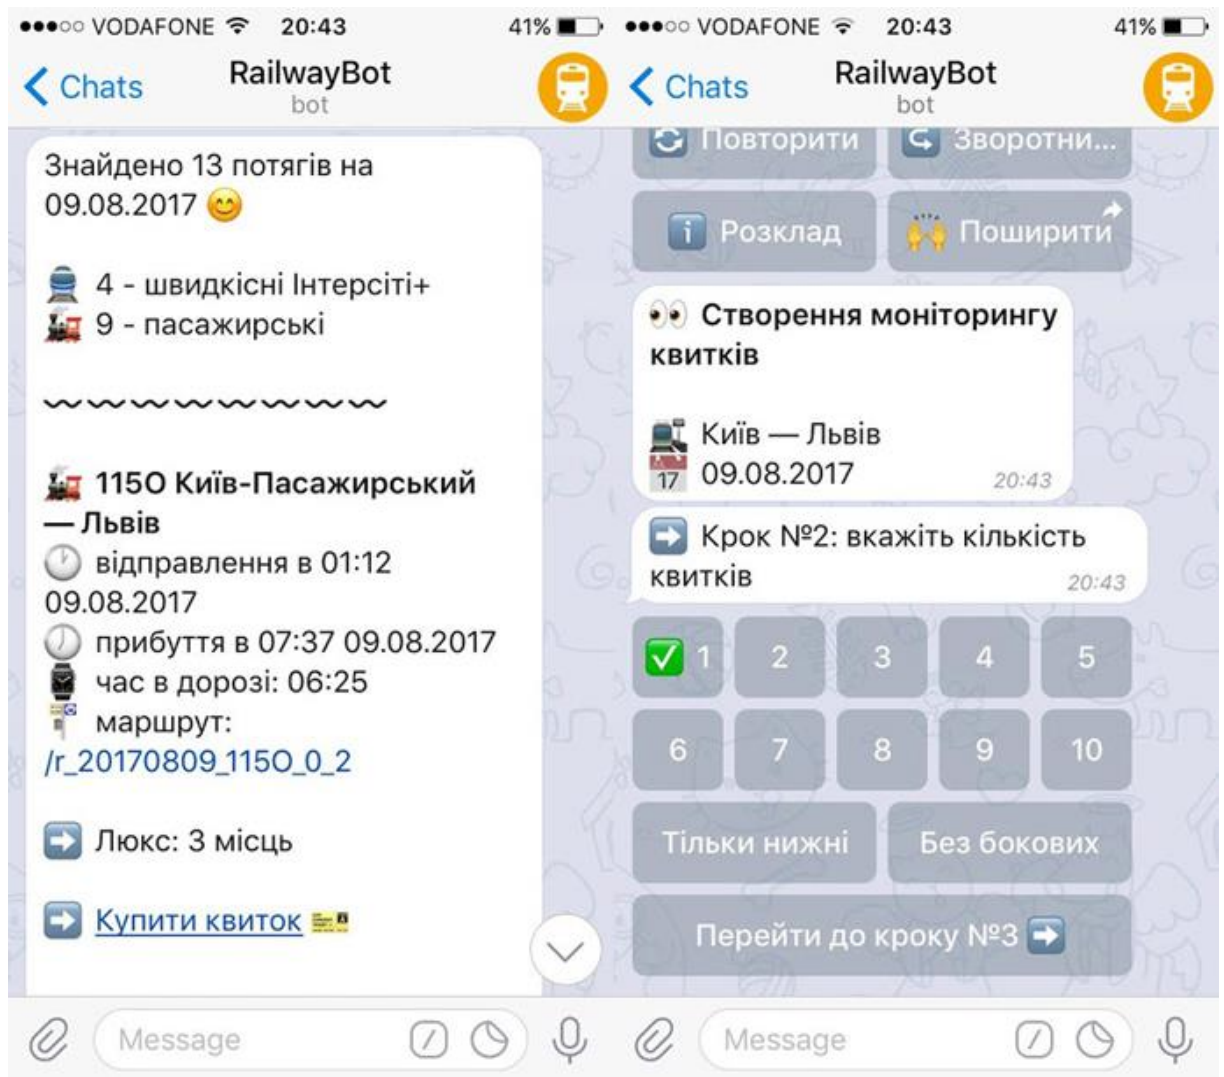 VODAFONE 20:43 41%
Chats
RailwayBot
bot
Знайдено 13 потягів на
09.08.2017
4 - швидкісні Інтерсіті+
9 - пасажирські
115О Київ-Пасажирський
— Львів
відправлення в 01:12
09.08.2017
прибуття в 07:37 09.08.2017
час в дорозі: 06:25
маршрут:
/r_20170809_115O_0_2
Люкс: 3 місць
Купити квиток
Message
VODAFONE 20:43 41%
Chats
RailwayBot
bot
Повторити Зворотни...
Розклад Поширити
Створення моніторингу
квитків
Київ — Львів
17 09.08.2017 20:43
Крок №2: вкажіть кількість
квитків 20:43
1 2 3 4 5
6 7 8 9 10
Тільки нижні Без бокових
Перейти до кроку №3
Message